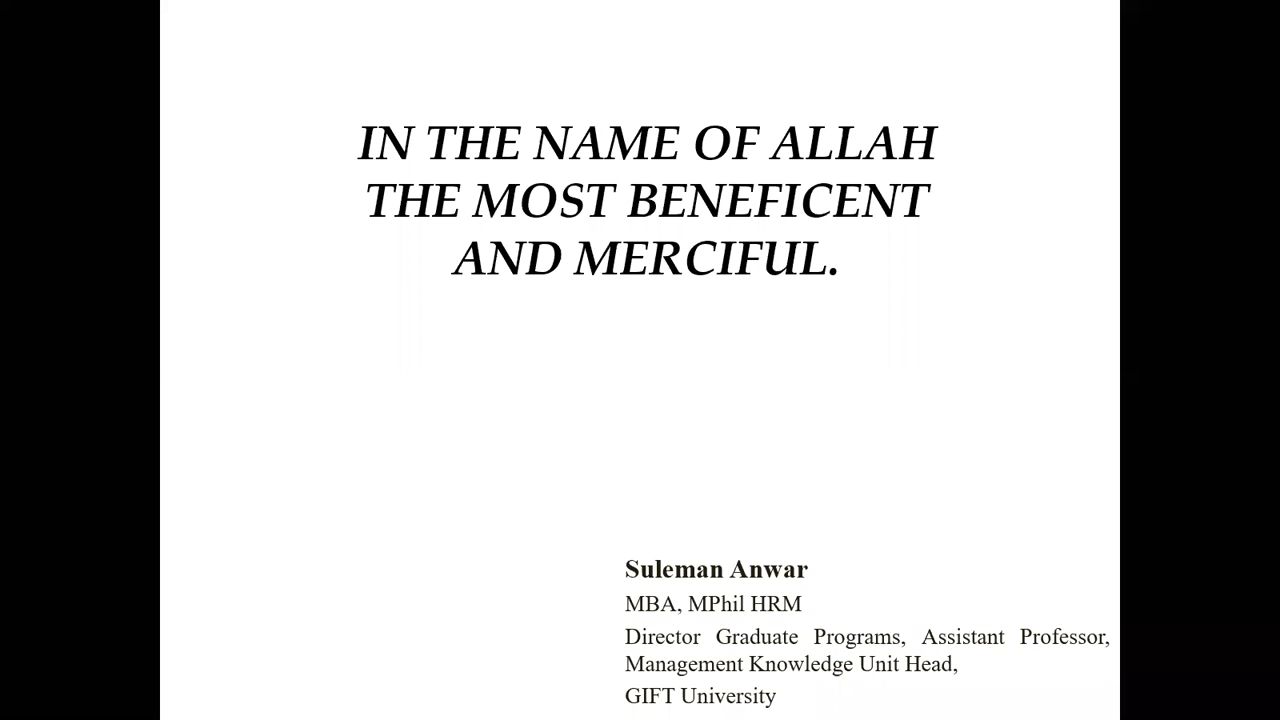 IN THE NAME OF ALLAH
THE MOST BENEFICENT
AND MERCIFUL.
Suleman Anwar
MBA, MPhil HRM
Director Graduate Programs, Assistant Professor,
Management Knowledge Unit Head,
GIFT University